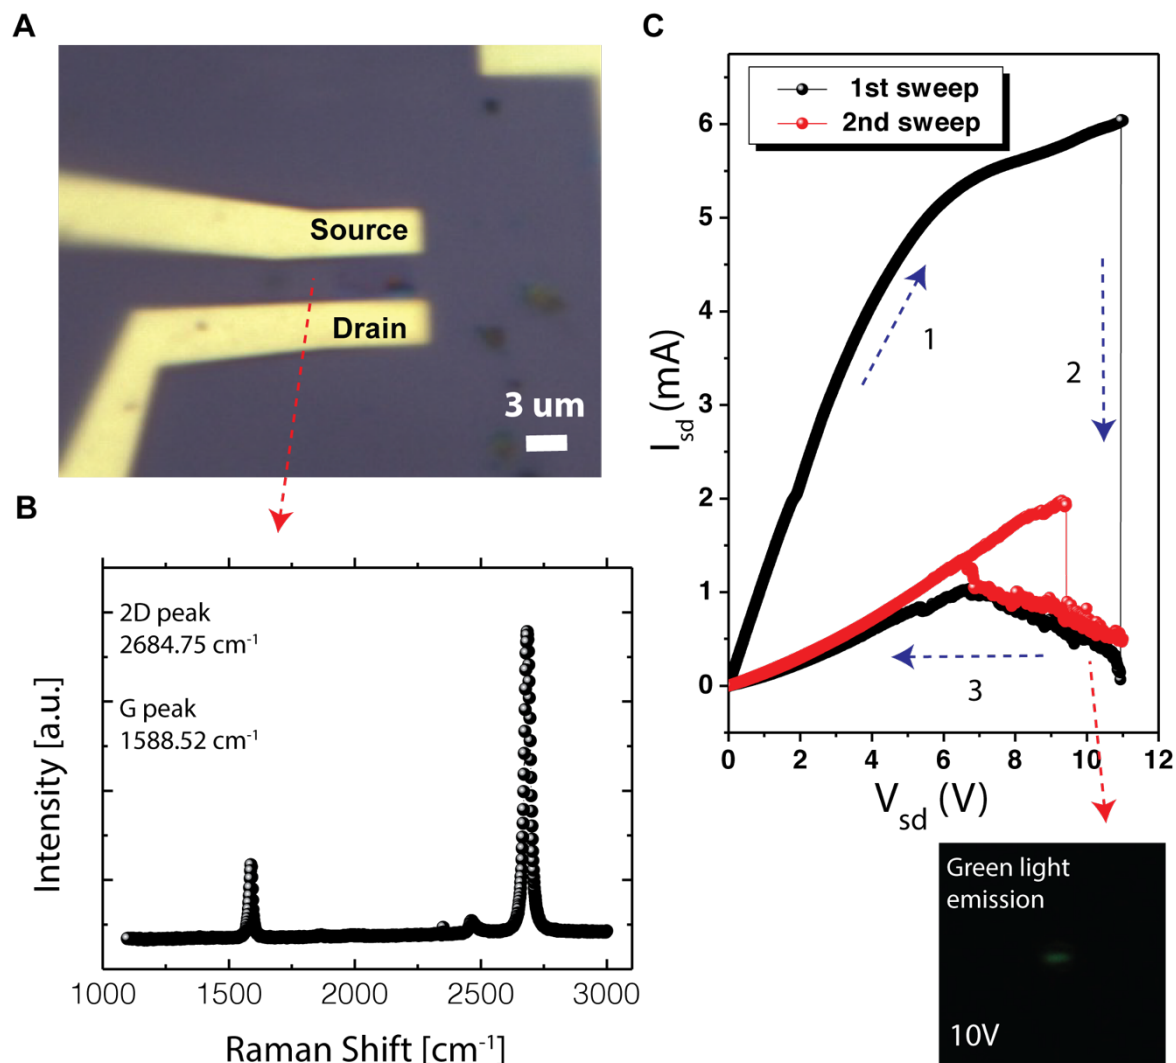 A
Source
Drain
3 um
B
2D peak
2684.75 cm⁻¹
G peak
1588.52 cm⁻¹
Intensity [a.u.]
1000 1500 2000 2500 3000
Raman Shift [cm⁻¹]
C
1st sweep
2nd sweep
6
5
4
3
2
1
0
I_sd (mA)
1
2
3
0 2 4 6 8 10 12
V_sd (V)
Green light
emission
10V